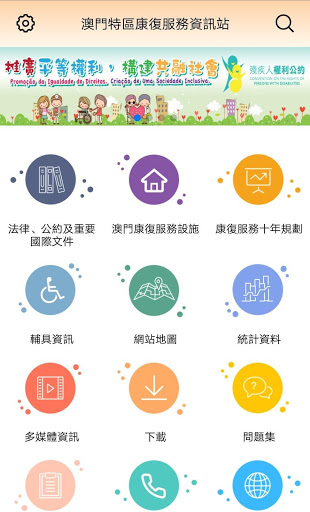 澳門特區康復服務資訊站
推廣平等權利，構建共融社會
Promoção da Igualdade de Direitos, Criação de Uma Sociedade Inclusiva.
殘疾人權利公約
CONVENTION ON THE RIGHTS OF
PERSONS WITH DISABILITIES
法律、公約及重要
國際文件
澳門康復服務設施
康復服務十年規劃
輔具資訊
網站地圖
統計資料
多媒體資訊
下載
問題集